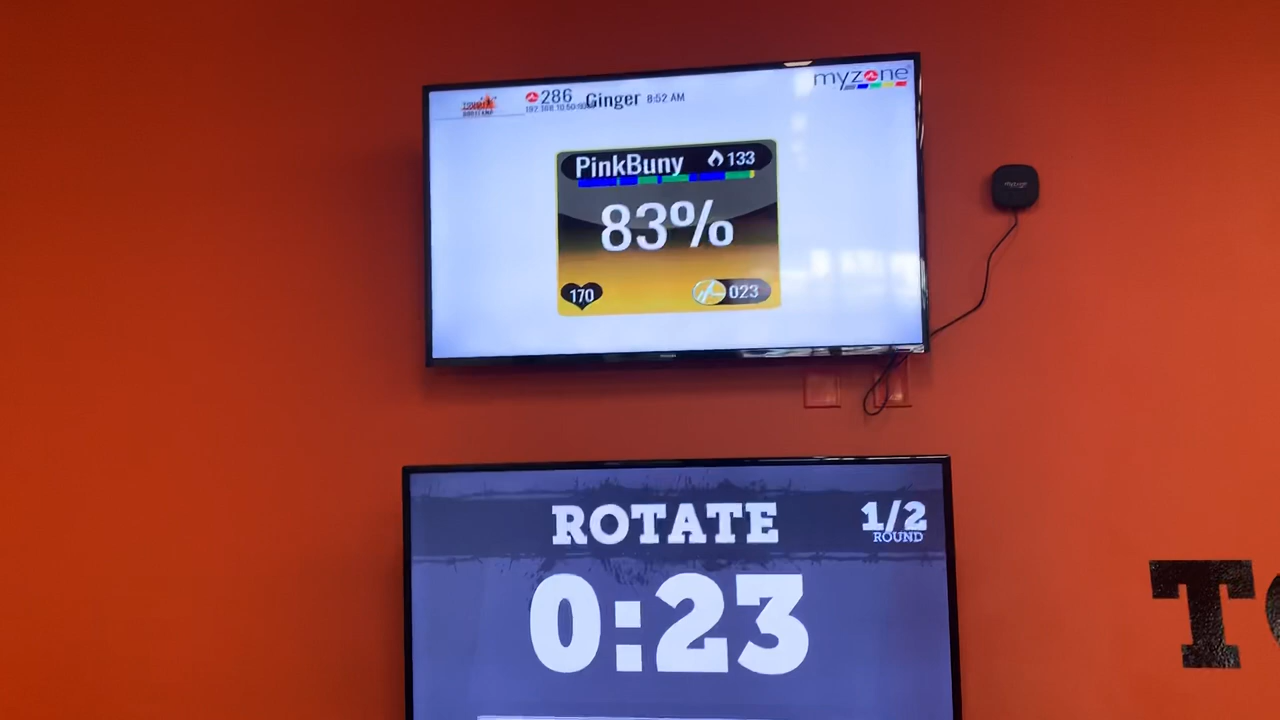 286 Ginger 8:52 AM
myzone
PinkBuny 133
83%
170 023
ROTATE
1/2
ROUND
0:23
T